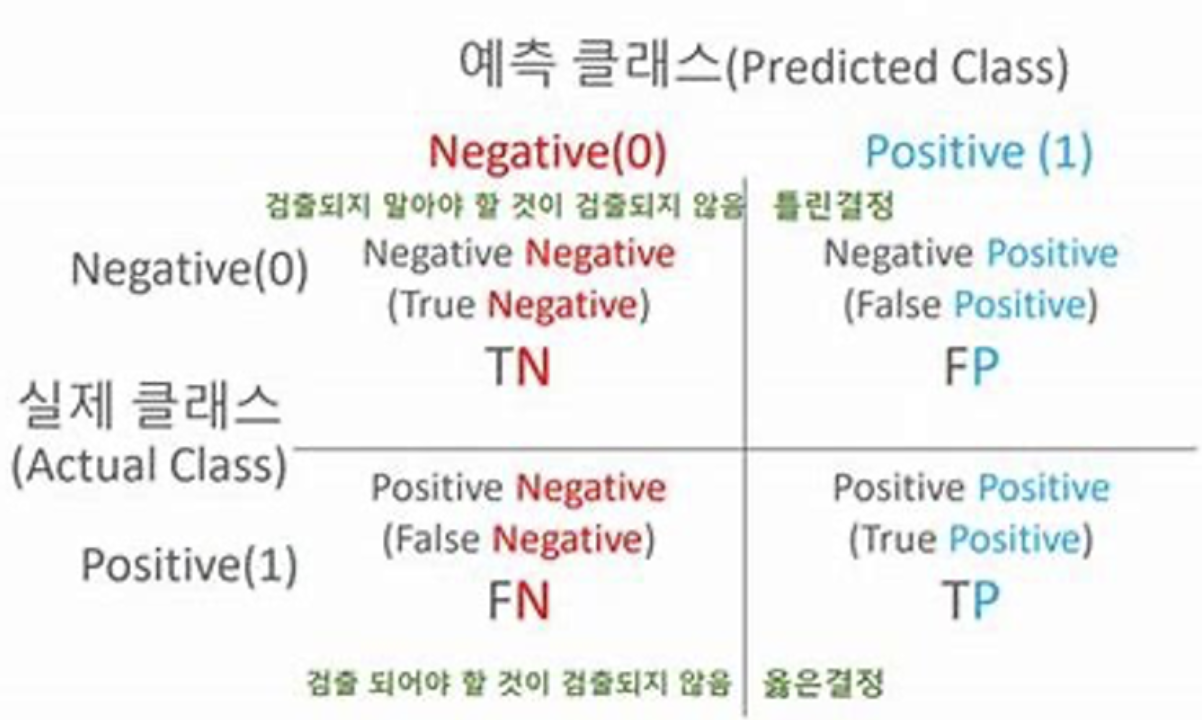 예측 클래스(Predicted Class)
Negative(0) Positive (1)
검출되지 말아야 할 것이 검출되지 않음 틀린결정
Negative(0) Negative Negative Negative Positive
(True Negative) (False Positive)
TN FP
실제 클래스
(Actual Class)
Positive Negative Positive Positive
(False Negative) (True Positive)
Positive(1)
FN TP
검출 되어야 할 것이 검출되지 않음 옳은결정